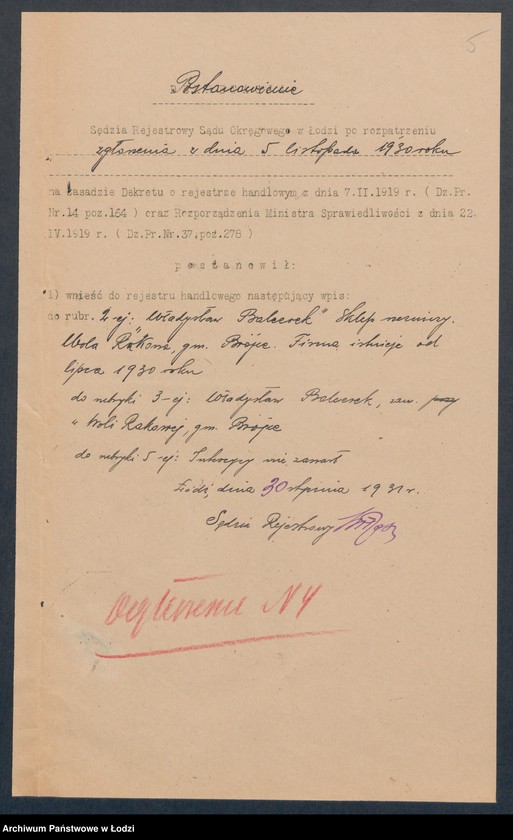 5
Postanowienie
Sędzia Rejestrowy Sądu Okręgowego w Łodzi po rozpatrzeniu
zgłoszenia z dnia 5 listopada 1930 roku
na zasadzie Dekretu o rejestrze handlowym z dnia 7.II.1919 r. ( Dz.Pr.
Nr.14 poz.164 ) oraz Rozporządzenia Ministra Sprawiedliwości z dnia 22.
IV.1919 r. ( Dz.Pr.Nr.37.poz.278 )
p o s t a n o w i ł :
1) wnieść do rejestru handlowego następujący wpis:
do rubr. 2-ej: "Władysław Balcerek" Sklep rzeźniczy.
Wola Rakowa, gm. Brójce. Firma istnieje od
lipca 1930 roku
do rubryki 3-ej: Władysław Balcerek, zam.
w Woli Rakowej, gm. Brójce
do rubryki 5-ej: Intercyzy nie zawarł
Łódź, dnia 30 stycznia 1931 r.
Sędzia Rejestrowy
Ogłoszenie N 4
Archiwum Państwowe w Łodzi